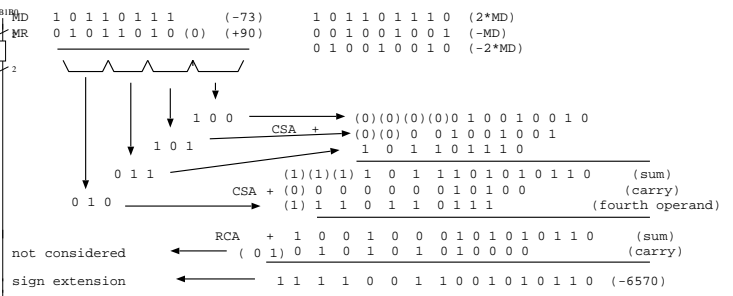 B1B0
MD 1 0 1 1 0 1 1 1 (-73) 1 0 1 1 0 1 1 1 0 (2*MD)
MR 0 1 0 1 1 0 1 0 (0) (+90) 0 0 1 0 0 1 0 0 1 (-MD)
0 1 0 0 1 0 0 1 0 (-2*MD)
2
1 0 0 (0)(0)(0)(0)0 1 0 0 1 0 0 1 0
CSA +
1 0 1 (0)(0) 0 0 1 0 0 1 0 0 1
0 1 1 1 0 1 1 0 1 1 1 0
(1)(1)(1) 1 0 1 1 1 0 1 0 1 0 1 1 0 (sum)
CSA + (0) 0 0 0 0 0 1 0 1 0 0 (carry)
0 1 0 (1) 1 1 0 1 1 0 1 1 1 (fourth operand)
RCA + 1 0 0 1 0 0 0 1 0 1 0 1 0 1 1 0 (sum)
not considered ( 0 1) 0 1 0 1 0 1 0 1 0 0 0 0 (carry)
sign extension 1 1 1 1 0 0 1 1 0 0 1 0 1 0 1 1 0 (-6570)